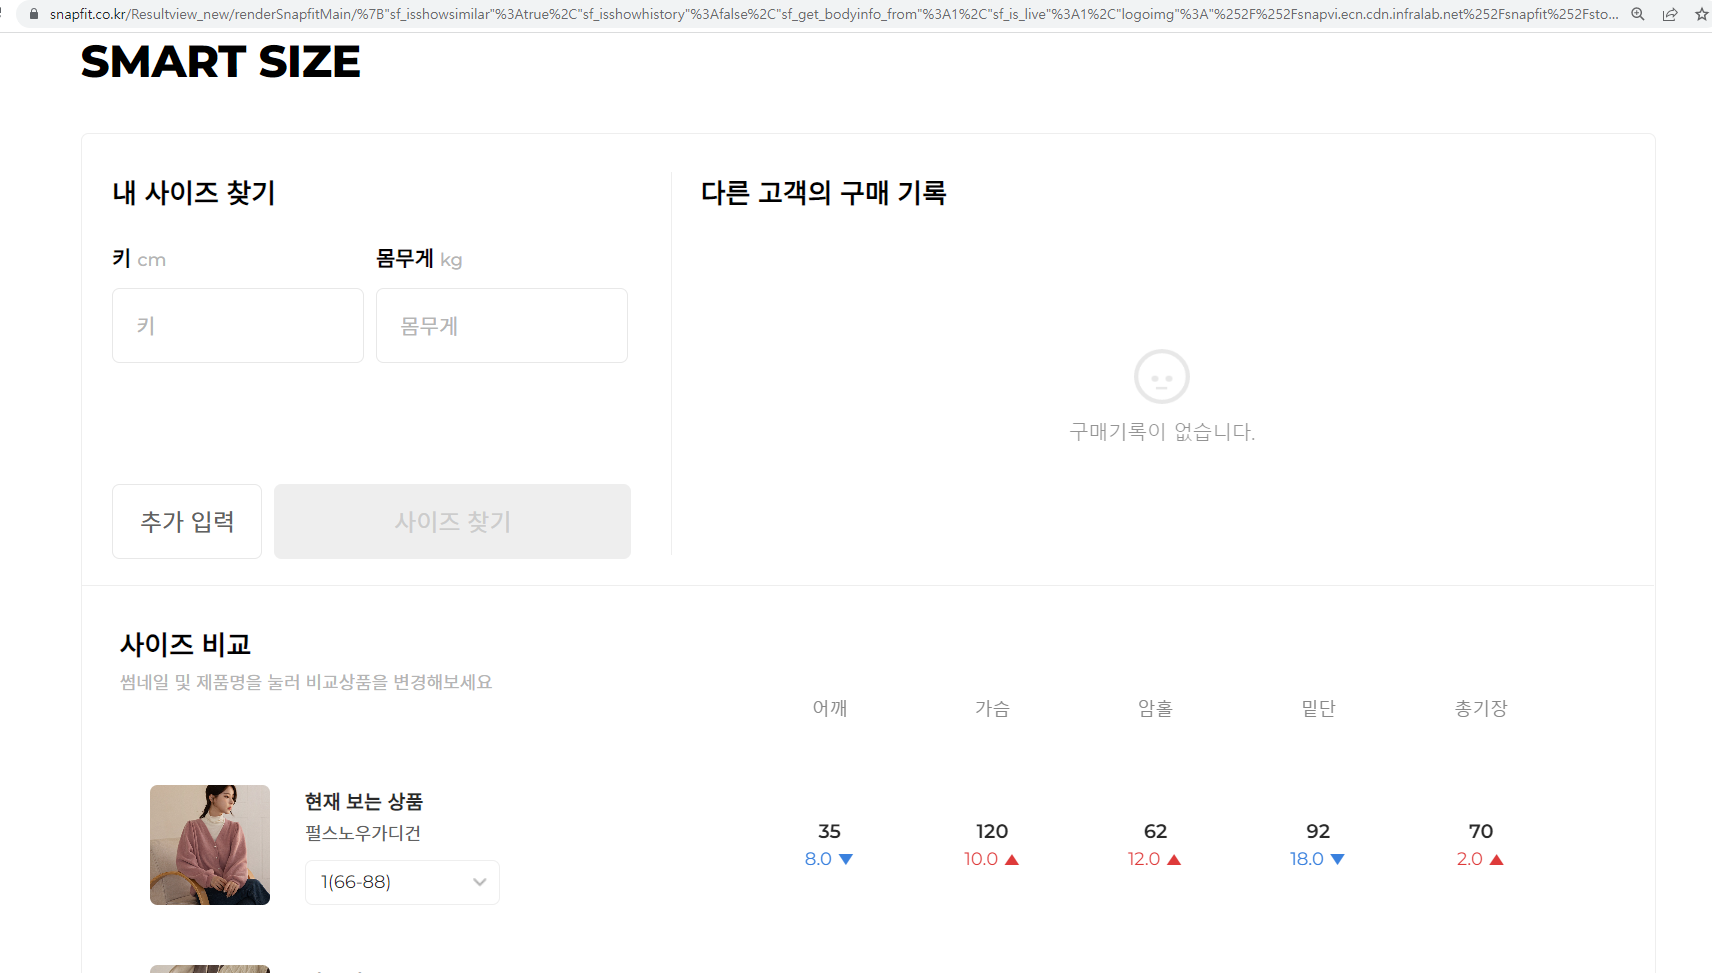 snapfit.co.kr/Resultview_new/renderSnapfitMain/%7B"sf_isshowsimilar"%3Atrue%2C"sf_isshowhistory"%3Afalse%2C"sf_get_bodyinfo_from"%3A1%2C"sf_is_live"%3A1%2C"logoimg"%3A"%252F%252Fsnapvi.ecn.cdn.infralab.net%252Fsnapfit%252Fsto...
SMART SIZE
내 사이즈 찾기
키 cm
몸무게 kg
키
몸무게
추가 입력
사이즈 찾기
다른 고객의 구매 기록
구매기록이 없습니다.
사이즈 비교
썸네일 및 제품명을 눌러 비교상품을 변경해보세요
어깨 가슴 암홀 밑단 총기장
현재 보는 상품
펄스노우가디건
1(66-88)
35 120 62 92 70
8.0 ▼ 10.0 ▲ 12.0 ▲ 18.0 ▼ 2.0 ▲